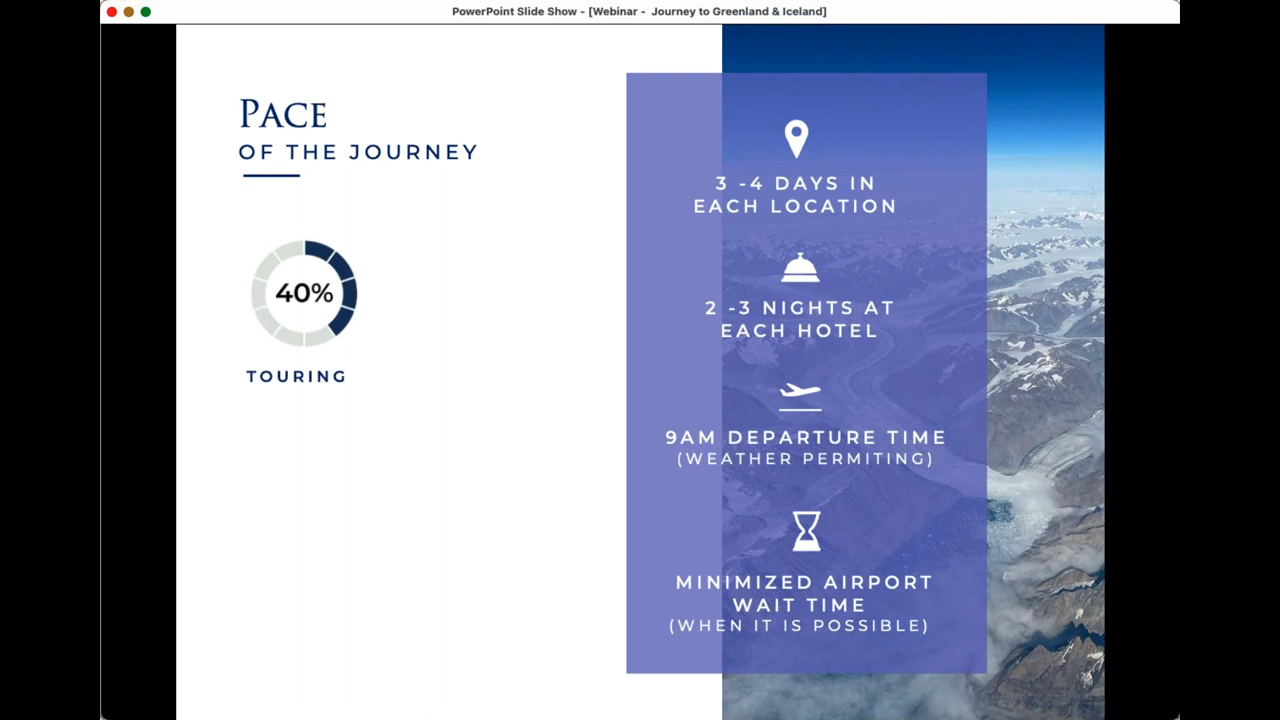 PowerPoint Slide Show - [Webinar - Journey to Greenland & Iceland]
PACE
OF THE JOURNEY
40%
TOURING
3 -4 DAYS IN
EACH LOCATION
2 -3 NIGHTS AT
EACH HOTEL
9AM DEPARTURE TIME
(WEATHER PERMITING)
MINIMIZED AIRPORT
WAIT TIME
(WHEN IT IS POSSIBLE)